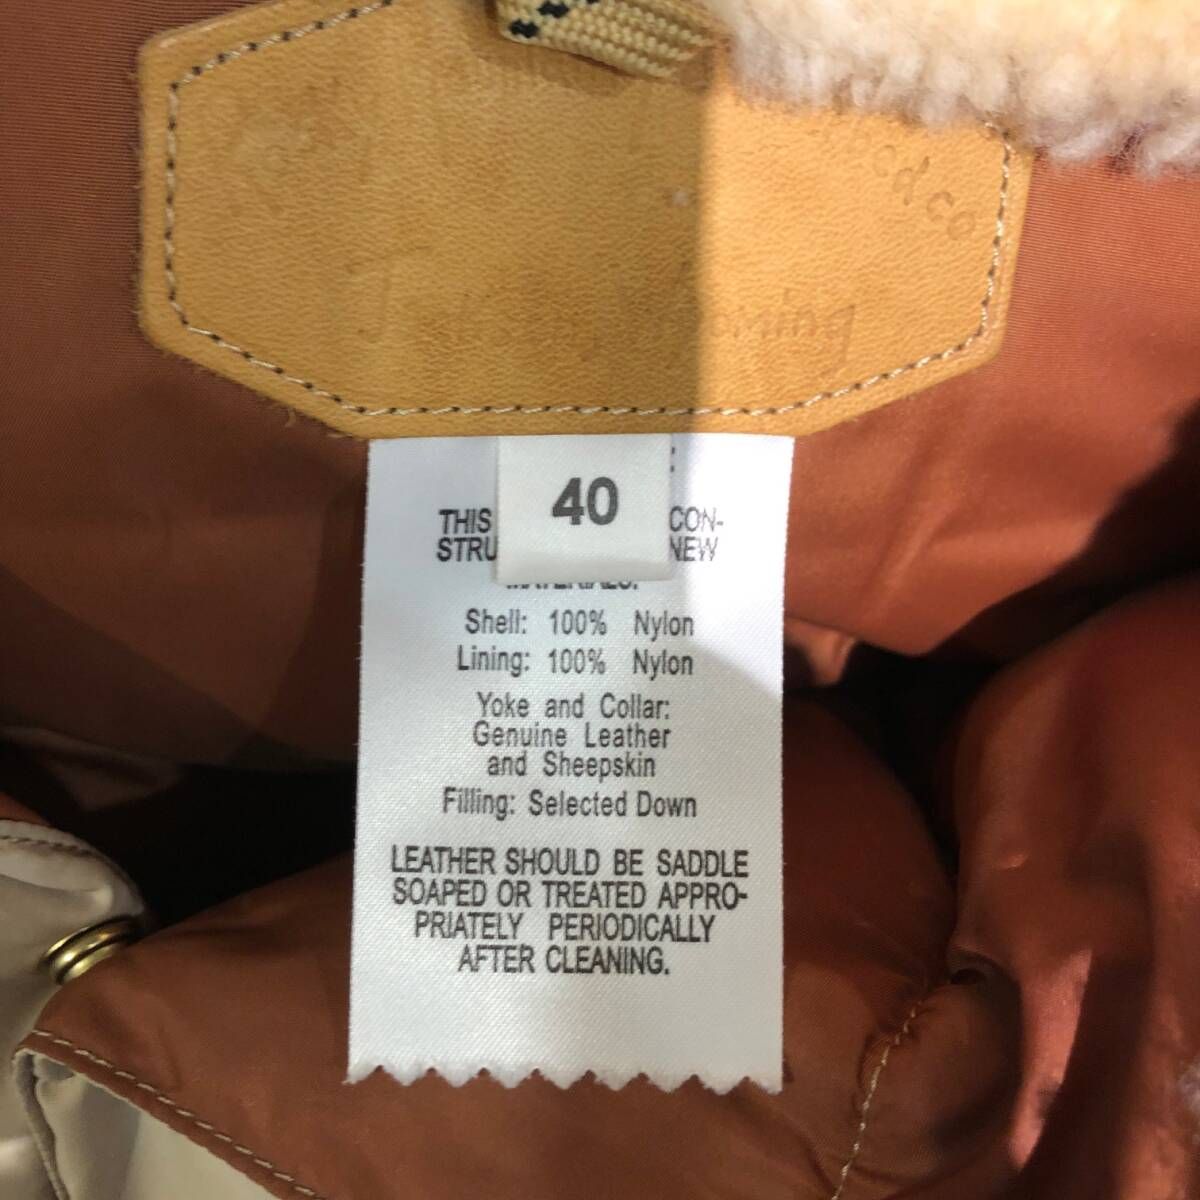 40
THIS CON-
STRU NEW
MATERIALS.
Shell: 100% Nylon
Lining: 100% Nylon
Yoke and Collar:
Genuine Leather
and Sheepskin
Filling: Selected Down
LEATHER SHOULD BE SADDLE
SOAPED OR TREATED APPRO-
PRIATELY PERIODICALLY
AFTER CLEANING.